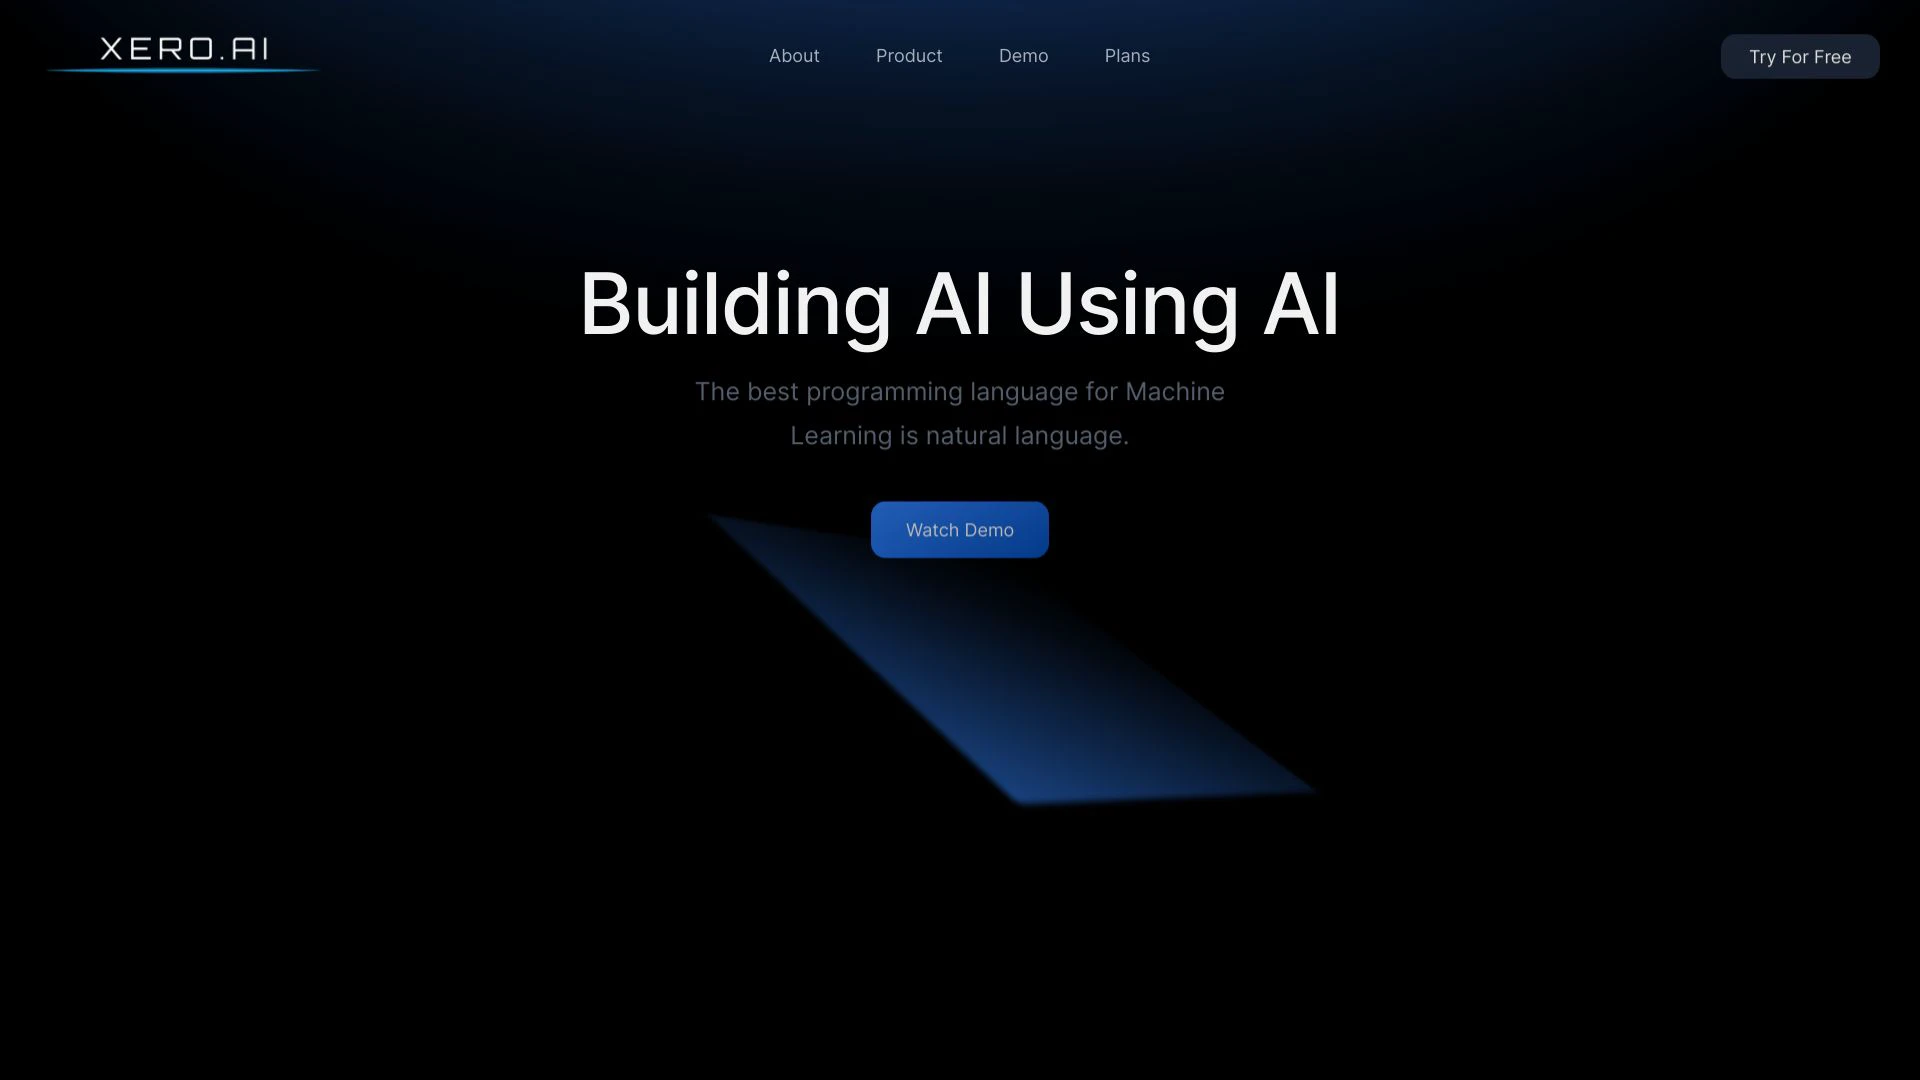 XERO.AI
About
Product
Demo
Plans
Try For Free
Building AI Using AI
The best programming language for Machine
Learning is natural language.
Watch Demo